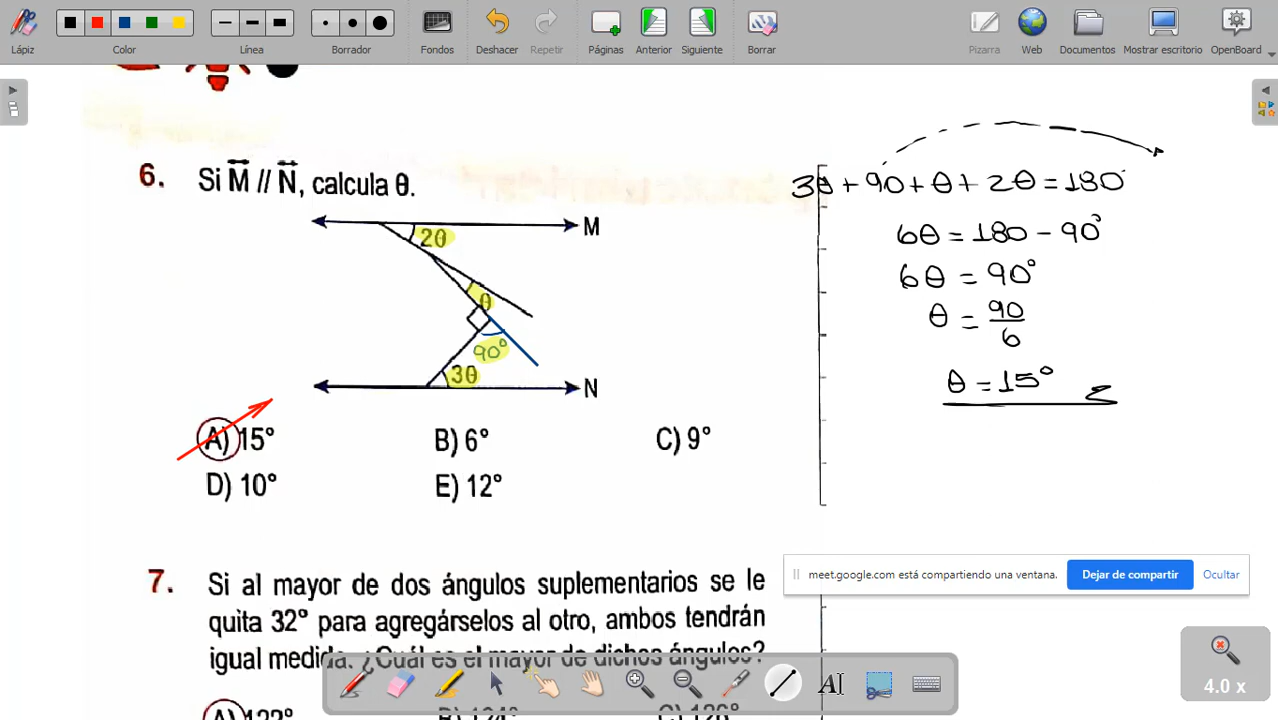 Lápiz
Color
Línea
Borrador
Fondos
Deshacer
Repetir
Páginas
Anterior
Siguiente
Borrar
Pizarra
Web
Documentos
Mostrar escritorio
OpenBoard
6. Si M // N, calcula θ.
M
2θ
θ
90°
3θ
N
A) 15°
B) 6°
C) 9°
D) 10°
E) 12°
3θ + 90 + θ + 2θ = 180°
6θ = 180 - 90°
6θ = 90°
θ = 90/6
θ = 15°
meet.google.com está compartiendo una ventana.
Dejar de compartir
Ocultar
7. Si al mayor de dos ángulos suplementarios se le
quita 32° para agregárselos al otro, ambos tendrán
igual medida. ¿Cuál es el mayor de dichos ángulos?
4.0 x